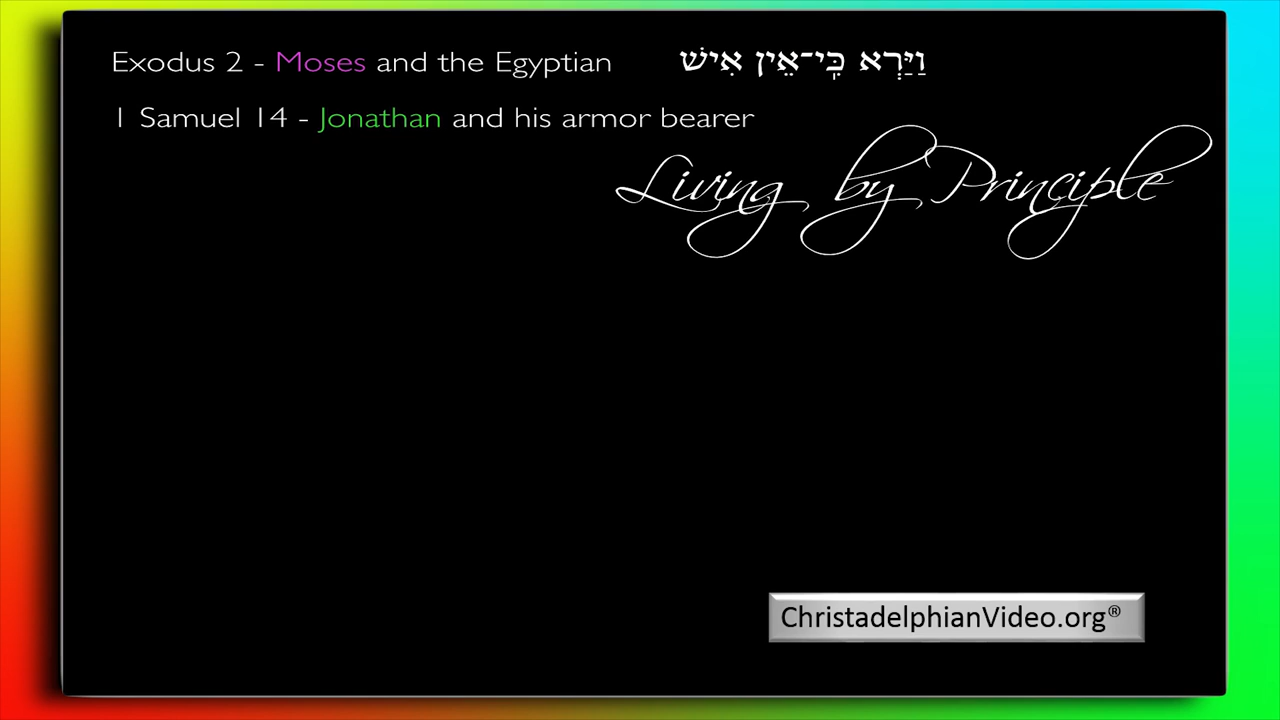 Exodus 2 - Moses and the Egyptian וַיַּרְא כִּי־אֵין אִישׁ
1 Samuel 14 - Jonathan and his armor bearer
Living by Principle
ChristadelphianVideo.org®